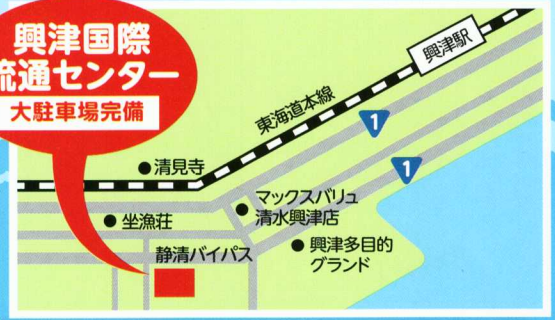 興津国際
流通センター
大駐車場完備
興津駅
東海道本線
1
1
清見寺
坐漁荘
マックスバリュ
清水興津店
静清バイパス
興津多目的
グランド